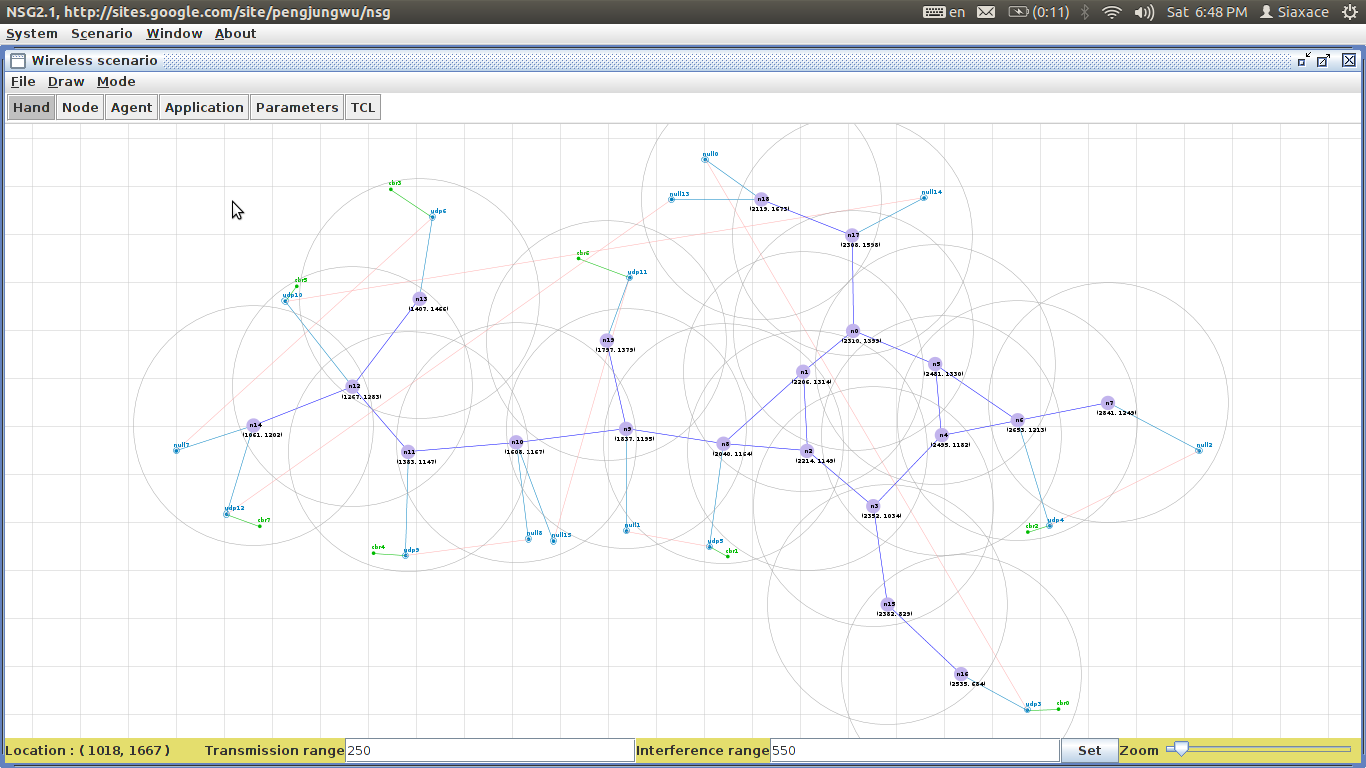 NSG2.1, http://sites.google.com/site/pengjungwu/nsg en (0:11) Sat 6:48 PM Siaxace
System Scenario Window About
Wireless scenario
File Draw Mode
Hand Node Agent Application Parameters TCL
null0
cbr3
null13
null14
n18
(2119, 1673)
udp6
n17
(2308, 1598)
cbr6
udp11
cbr5
udp10
n13
(1407, 1466)
n0
(2310, 1399)
n19
(1797, 1379)
n5
(2481, 1330)
n1
(2206, 1314)
n12
(1267, 1283)
n7
(2841, 1249)
n6
(2653, 1213)
n14
(1061, 1202)
n9
(1837, 1195)
n4
(2495, 1182)
null7
n10
(1608, 1167)
n8
(2040, 1164)
null2
n11
(1383, 1147)
n2
(2214, 1149)
n3
(2352, 1034)
udp12
cbr7
udp4
cbr2
null1
null8
null15
udp5
cbr1
cbr4
udp9
n15
(2382, 829)
n16
(2535, 684)
udp3
cbr0
Location : (1018, 1667) Transmission range 250 Interference range 550 Set Zoom